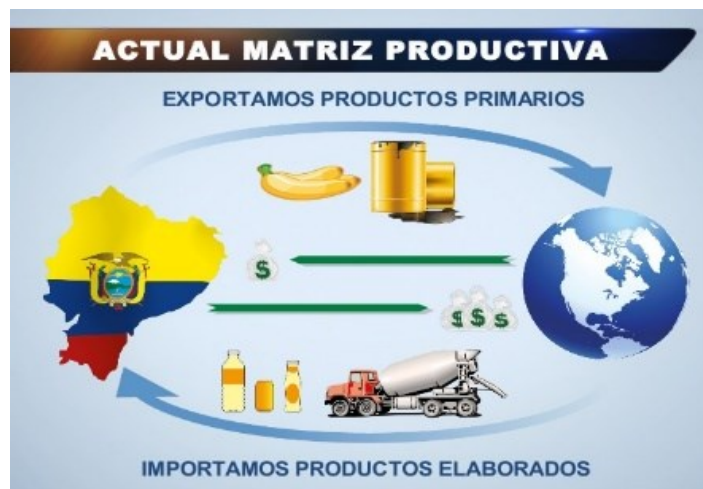 ACTUAL MATRIZ PRODUCTIVA
EXPORTAMOS PRODUCTOS PRIMARIOS
$
$ $ $
IMPORTAMOS PRODUCTOS ELABORADOS